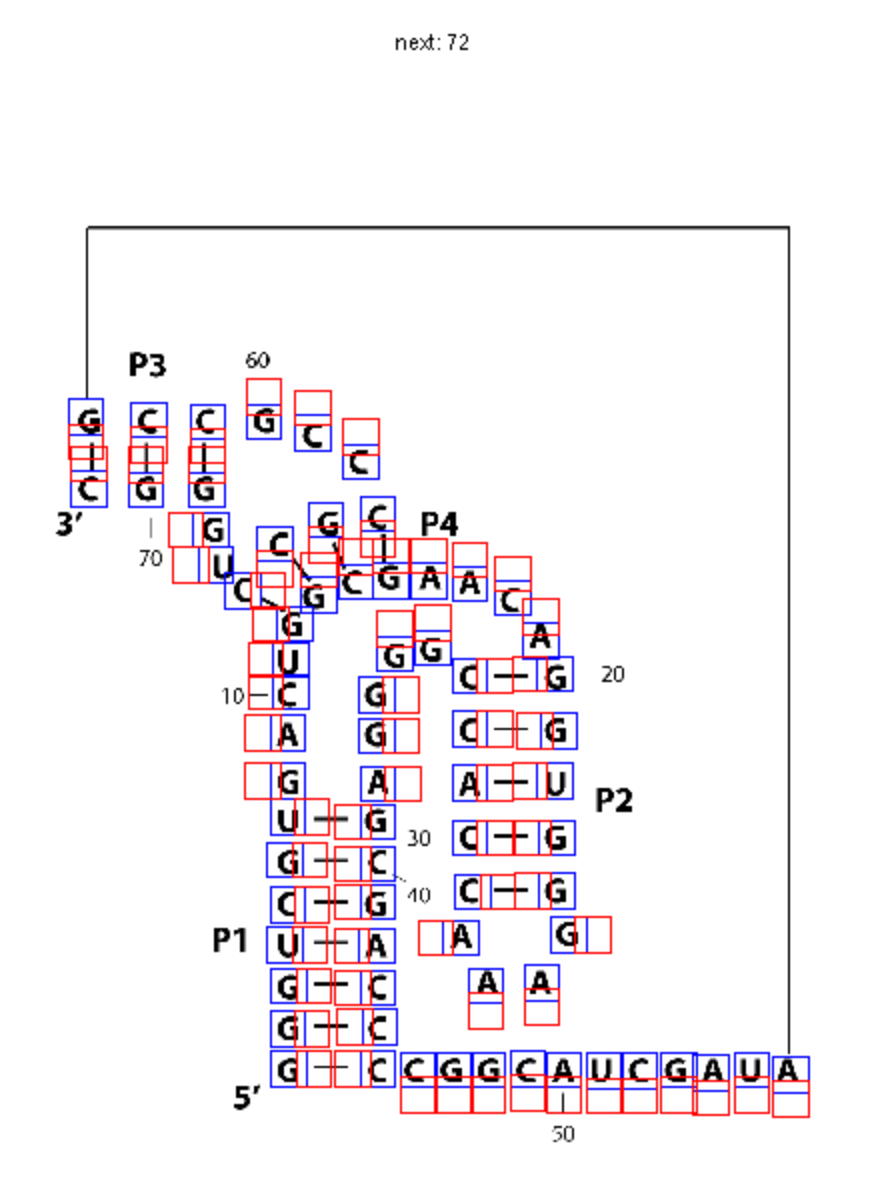 next: 72
P3
60
G C C G C C
C G G
3′
G C P4
G C
70
U C G C G A A C
G
G G A
U C G 20
10 C G
A G C G
G A A U
P2
U G
30
C G
G C
40
C G
C G
P1 U A A G
G C
A A
G C
G C C G G C A U C G A U A
5′
50